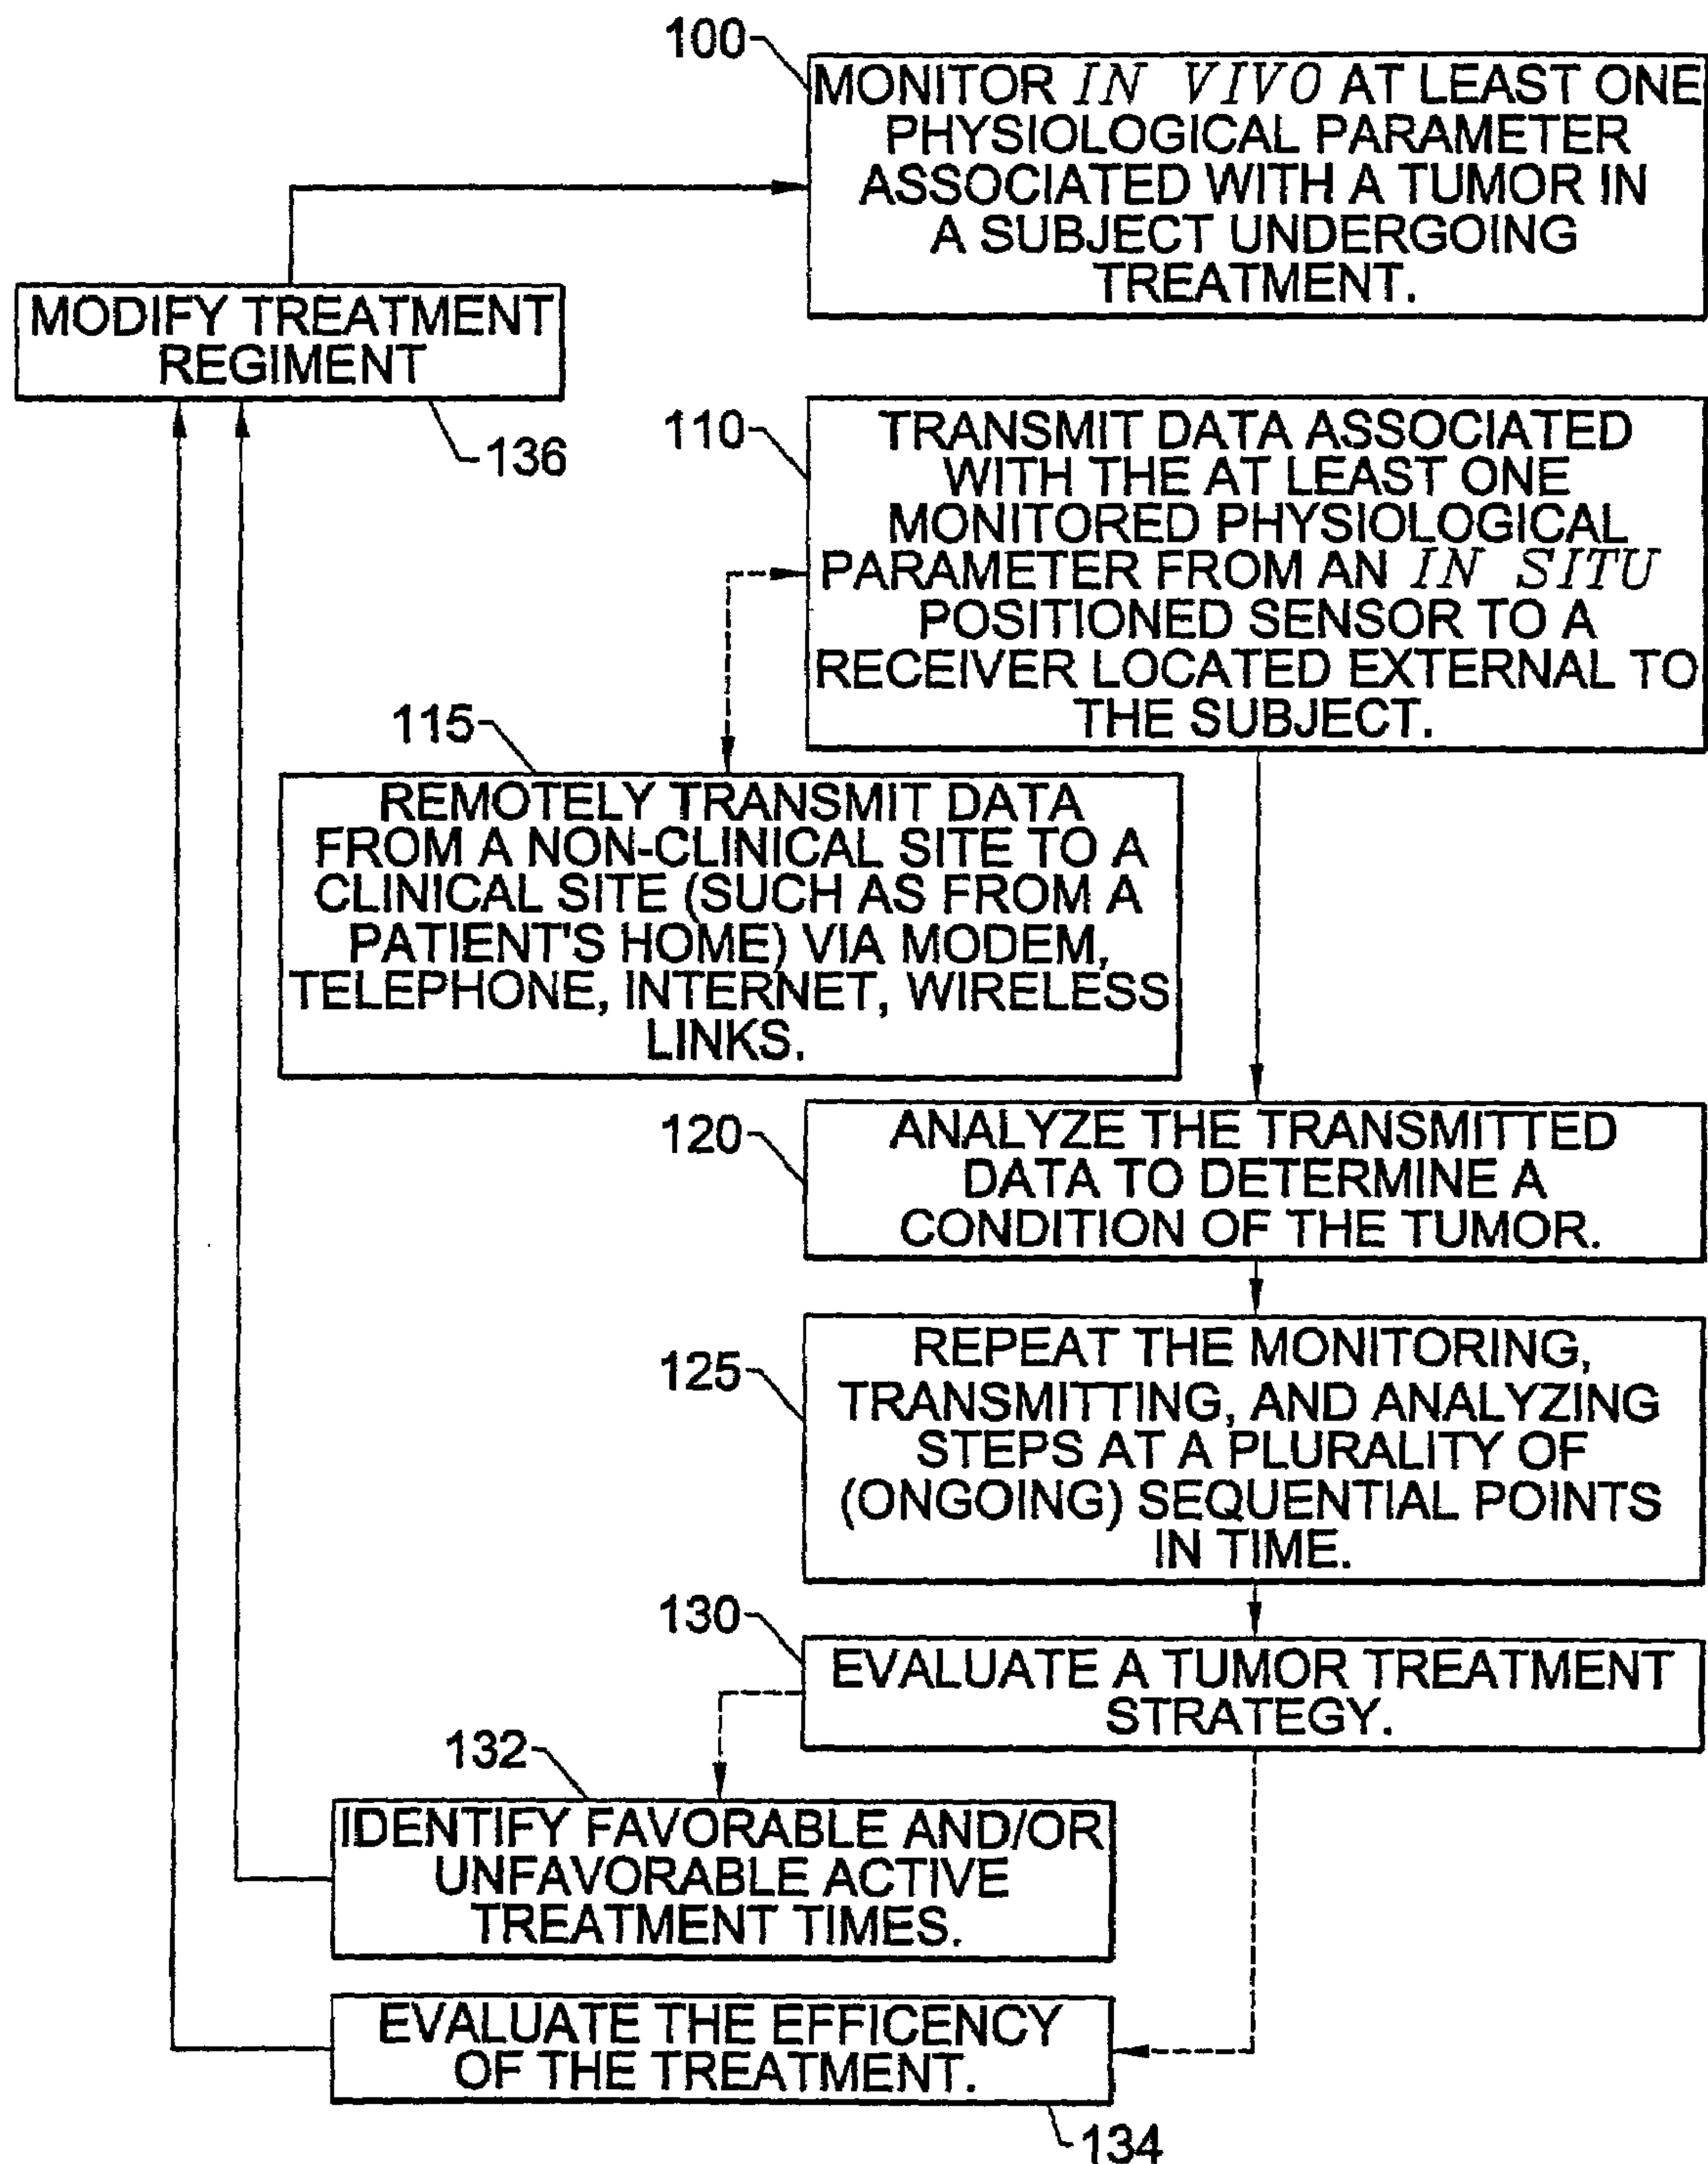 100
MONITOR IN VIVO AT LEAST ONE
PHYSIOLOGICAL PARAMETER
ASSOCIATED WITH A TUMOR IN
A SUBJECT UNDERGOING
TREATMENT.
MODIFY TREATMENT
REGIMENT
136
110
TRANSMIT DATA ASSOCIATED
WITH THE AT LEAST ONE
MONITORED PHYSIOLOGICAL
PARAMETER FROM AN IN SITU
POSITIONED SENSOR TO A
RECEIVER LOCATED EXTERNAL TO
THE SUBJECT.
115
REMOTELY TRANSMIT DATA
FROM A NON-CLINICAL SITE TO A
CLINICAL SITE (SUCH AS FROM A
PATIENT'S HOME) VIA MODEM,
TELEPHONE, INTERNET, WIRELESS
LINKS.
120
ANALYZE THE TRANSMITTED
DATA TO DETERMINE A
CONDITION OF THE TUMOR.
125
REPEAT THE MONITORING,
TRANSMITTING, AND ANALYZING
STEPS AT A PLURALITY OF
(ONGOING) SEQUENTIAL POINTS
IN TIME.
130
EVALUATE A TUMOR TREATMENT
STRATEGY.
132
IDENTIFY FAVORABLE AND/OR
UNFAVORABLE ACTIVE
TREATMENT TIMES.
EVALUATE THE EFFICENCY
OF THE TREATMENT.
134